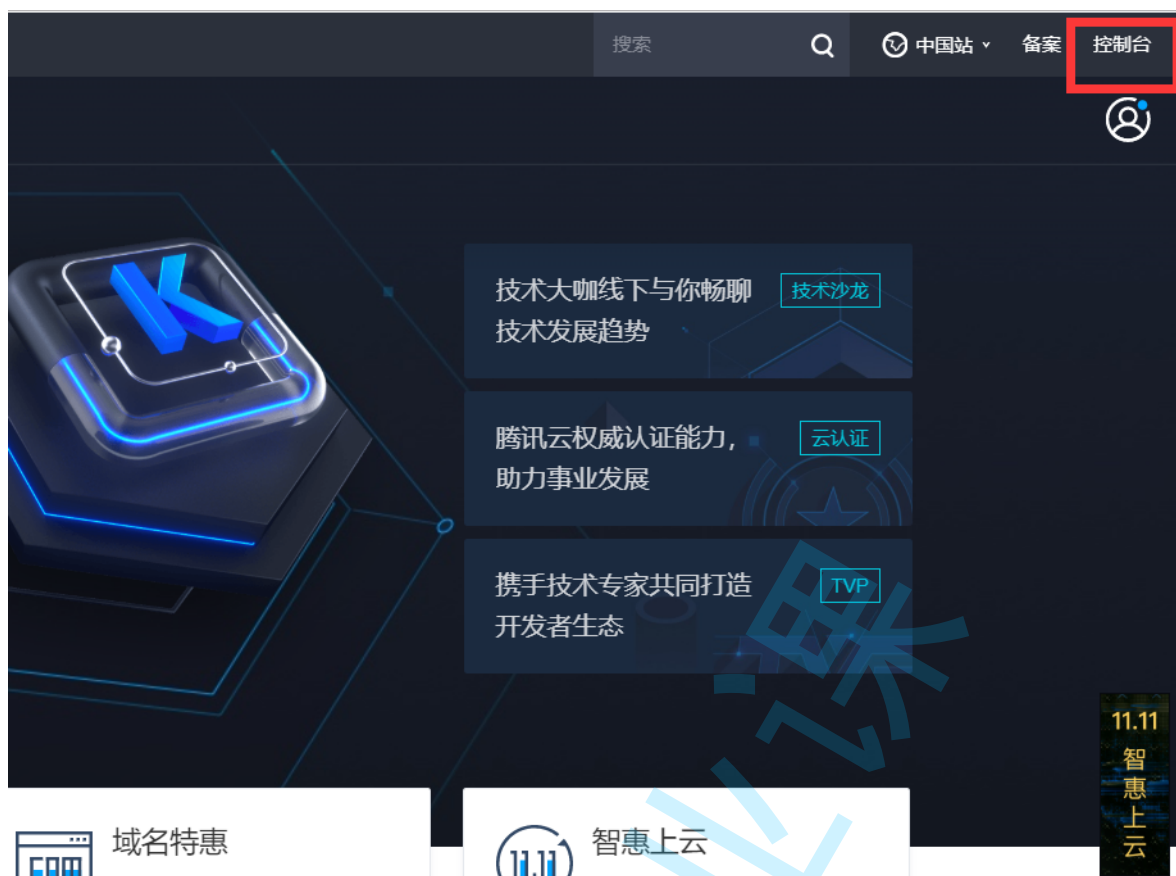 搜索
中国站
备案
控制台
技术大咖线下与你畅聊
技术发展趋势
技术沙龙
腾讯云权威认证能力，
助力事业发展
云认证
携手技术专家共同打造
开发者生态
TVP
11.11
智
惠
上
云
域名特惠
COM
11.11
智惠上云